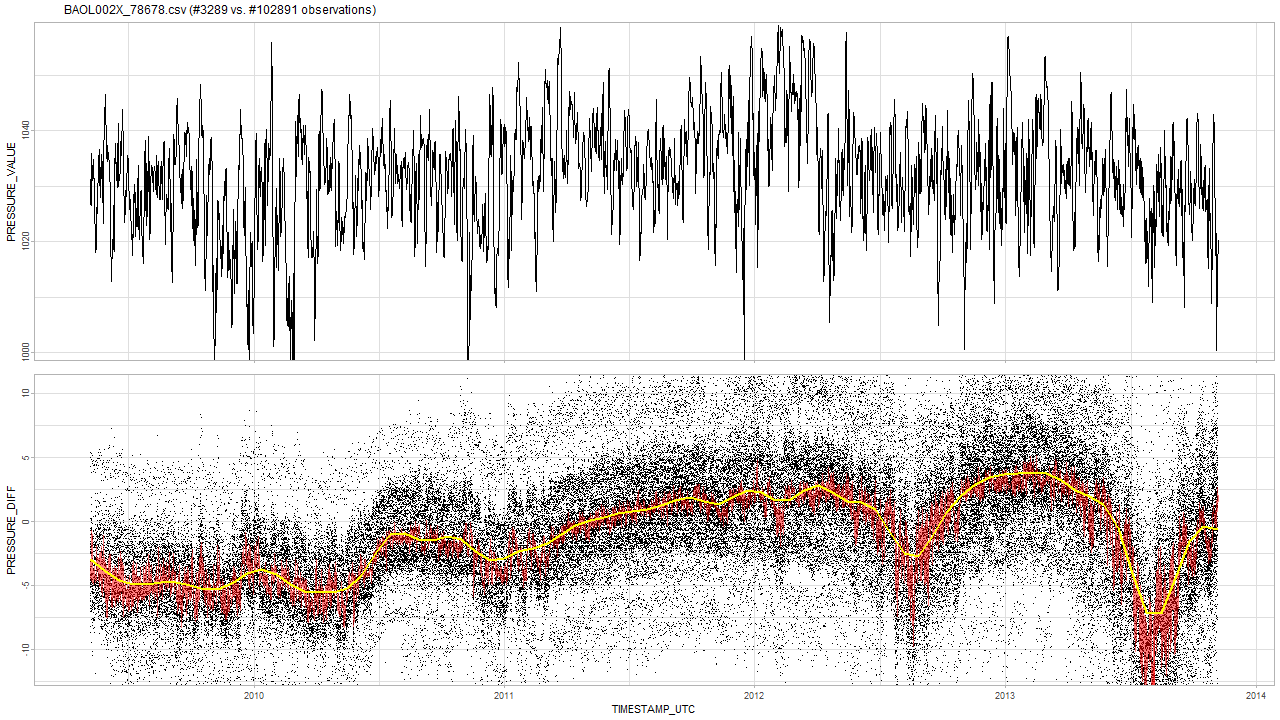 BAOL002X_78678.csv (#3289 vs. #102891 observations)
PRESSURE_VALUE
1040
1020
1000
PRESSURE_DIFF
10
5
0
-5
-10
2010 2011 2012 2013 2014
TIMESTAMP_UTC